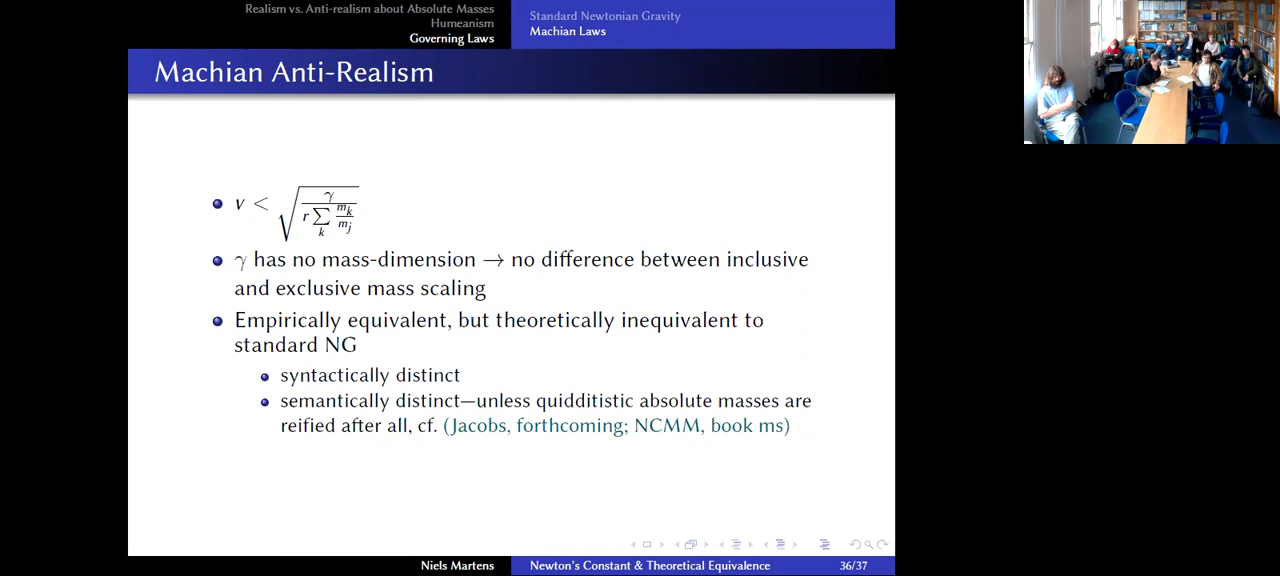 Realism vs. Anti-realism about Absolute Masses
Humeanism
Governing Laws
Standard Newtonian Gravity
Machian Laws
Machian Anti-Realism
v < √(γ / (r ∑_k m_k/m_j))
γ has no mass-dimension → no difference between inclusive
and exclusive mass scaling
Empirically equivalent, but theoretically inequivalent to
standard NG
syntactically distinct
semantically distinct—unless quidditistic absolute masses are
reified after all, cf. (Jacobs, forthcoming; NCMM, book ms)
Niels Martens
Newton's Constant & Theoretical Equivalence
36/37